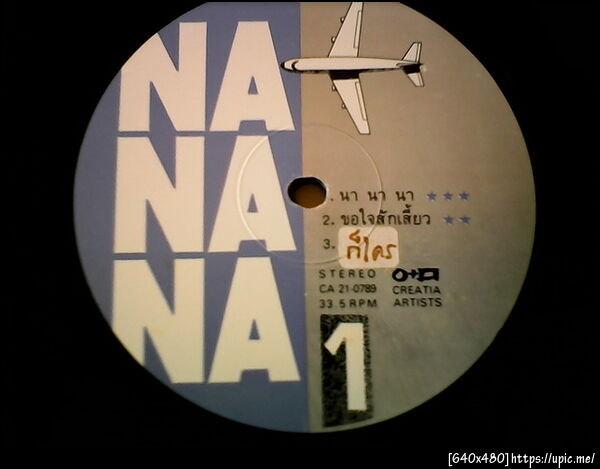 NA
NA
NA
1. นา นา นา ★★★
2. ขอใจสักเสี้ยว ★★
3. ก็ใคร
STEREO
CA 21-0789
33.5 RPM
CREATIA
ARTISTS
1
[640x480]https://upic.me/